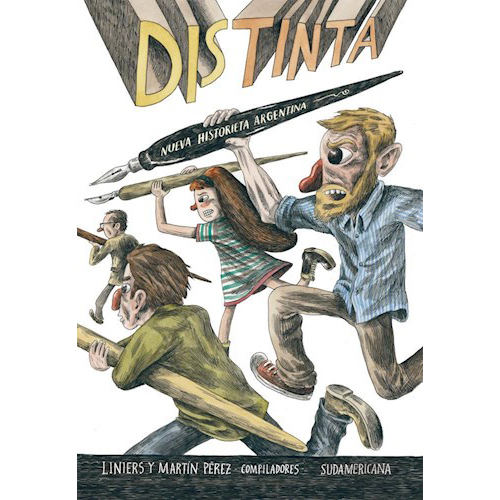 DISTINTA
NUEVA HISTORIETA ARGENTINA
LINIERS Y MARTÍN PÉREZ COMPILADORES SUDAMERICANA